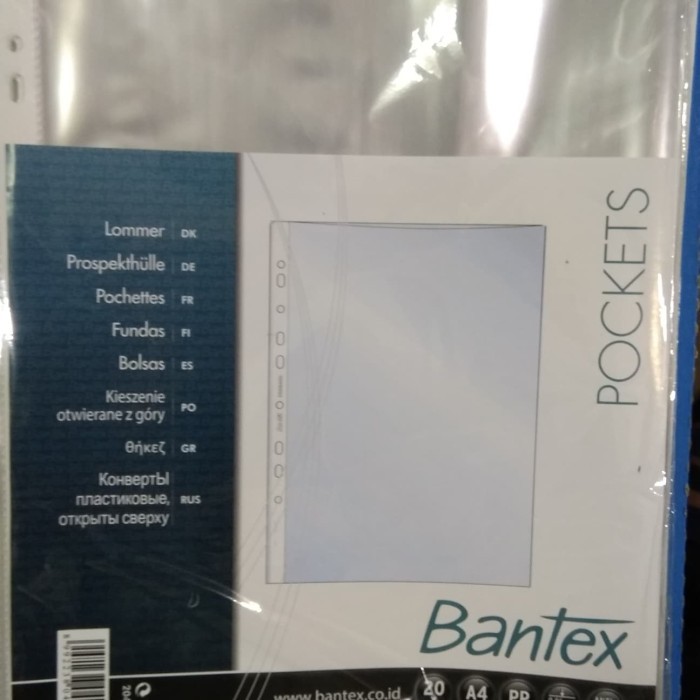 Lommer DK
Prospekthülle DE
Pochettes FR
Fundas FI
Bolsas ES
Kieszenie
otwierane z góry PO
θήκεζ GR
Конверты
пластиковые, RUS
открыты сверху
POCKETS
Bantex
www.bantex.co.id
20 A4 PP